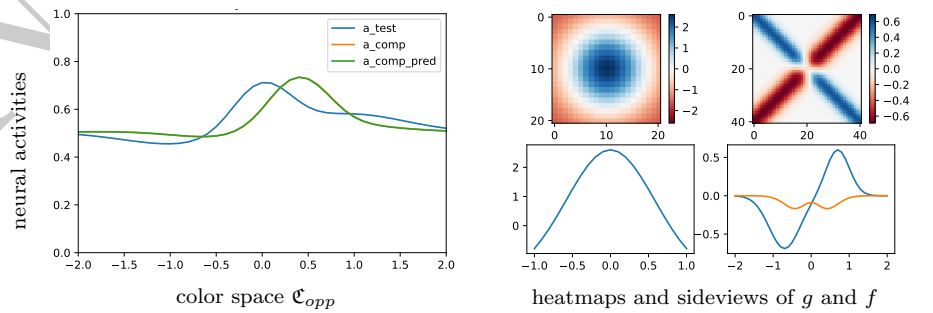 neural activities
1.0
0.8
0.6
0.4
0.2
0.0
a_test
a_comp
a_comp_pred
−2.0 −1.5 −1.0 −0.5 0.0 0.5 1.0 1.5 2.0
color space ℭopp
0
10
20
0 10 20
2
1
0
−1
−2
0
20
40
0 20 40
0.6
0.4
0.2
0.0
−0.2
−0.4
−0.6
2
1
0
−1.0 −0.5 0.0 0.5 1.0
0.5
0.0
−0.5
−2 −1 0 1 2
heatmaps and sideviews of g and f